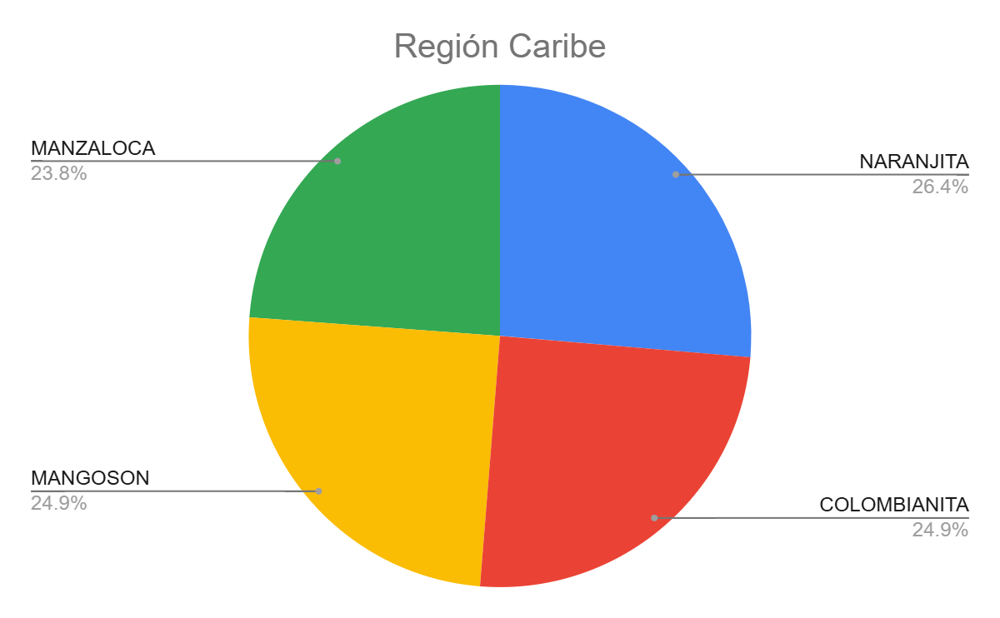 Región Caribe
MANZALOCA
23.8%
NARANJITA
26.4%
MANGOSON
24.9%
COLOMBIANITA
24.9%